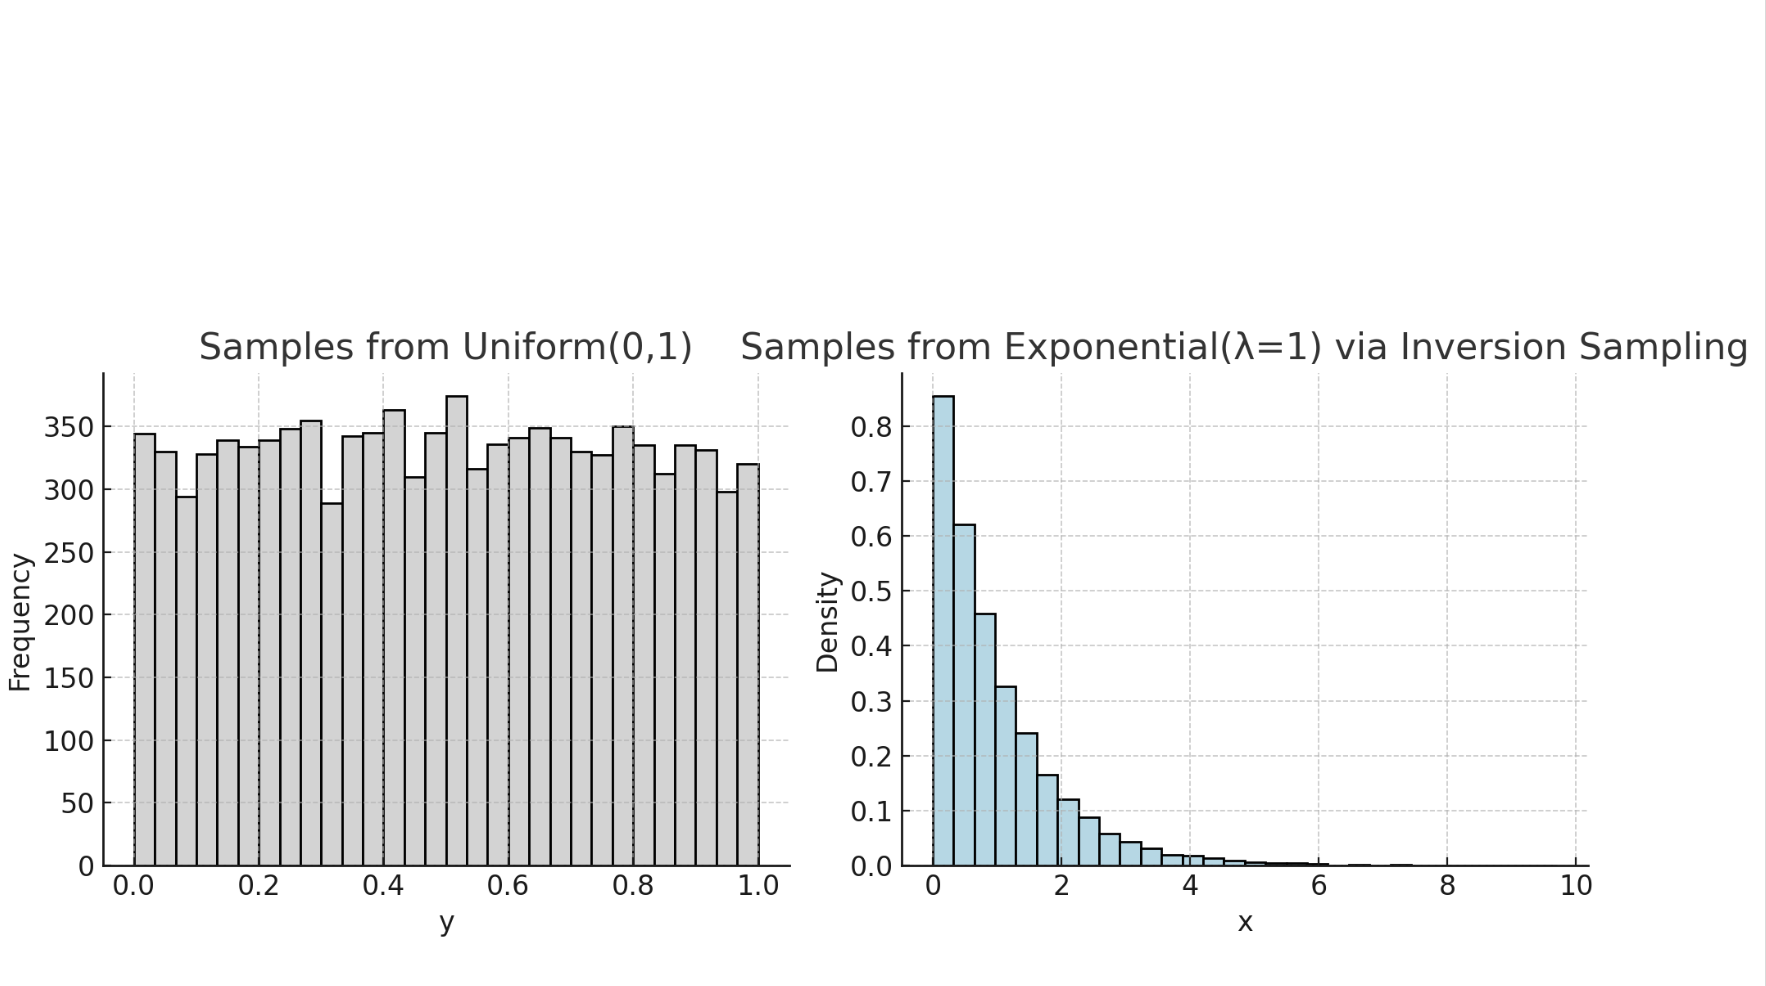 Samples from Uniform(0,1)
Frequency
350
300
250
200
150
100
50
0
0.0 0.2 0.4 0.6 0.8 1.0
y
Samples from Exponential(λ=1) via Inversion Sampling
Density
0.8
0.7
0.6
0.5
0.4
0.3
0.2
0.1
0.0
0 2 4 6 8 10
x